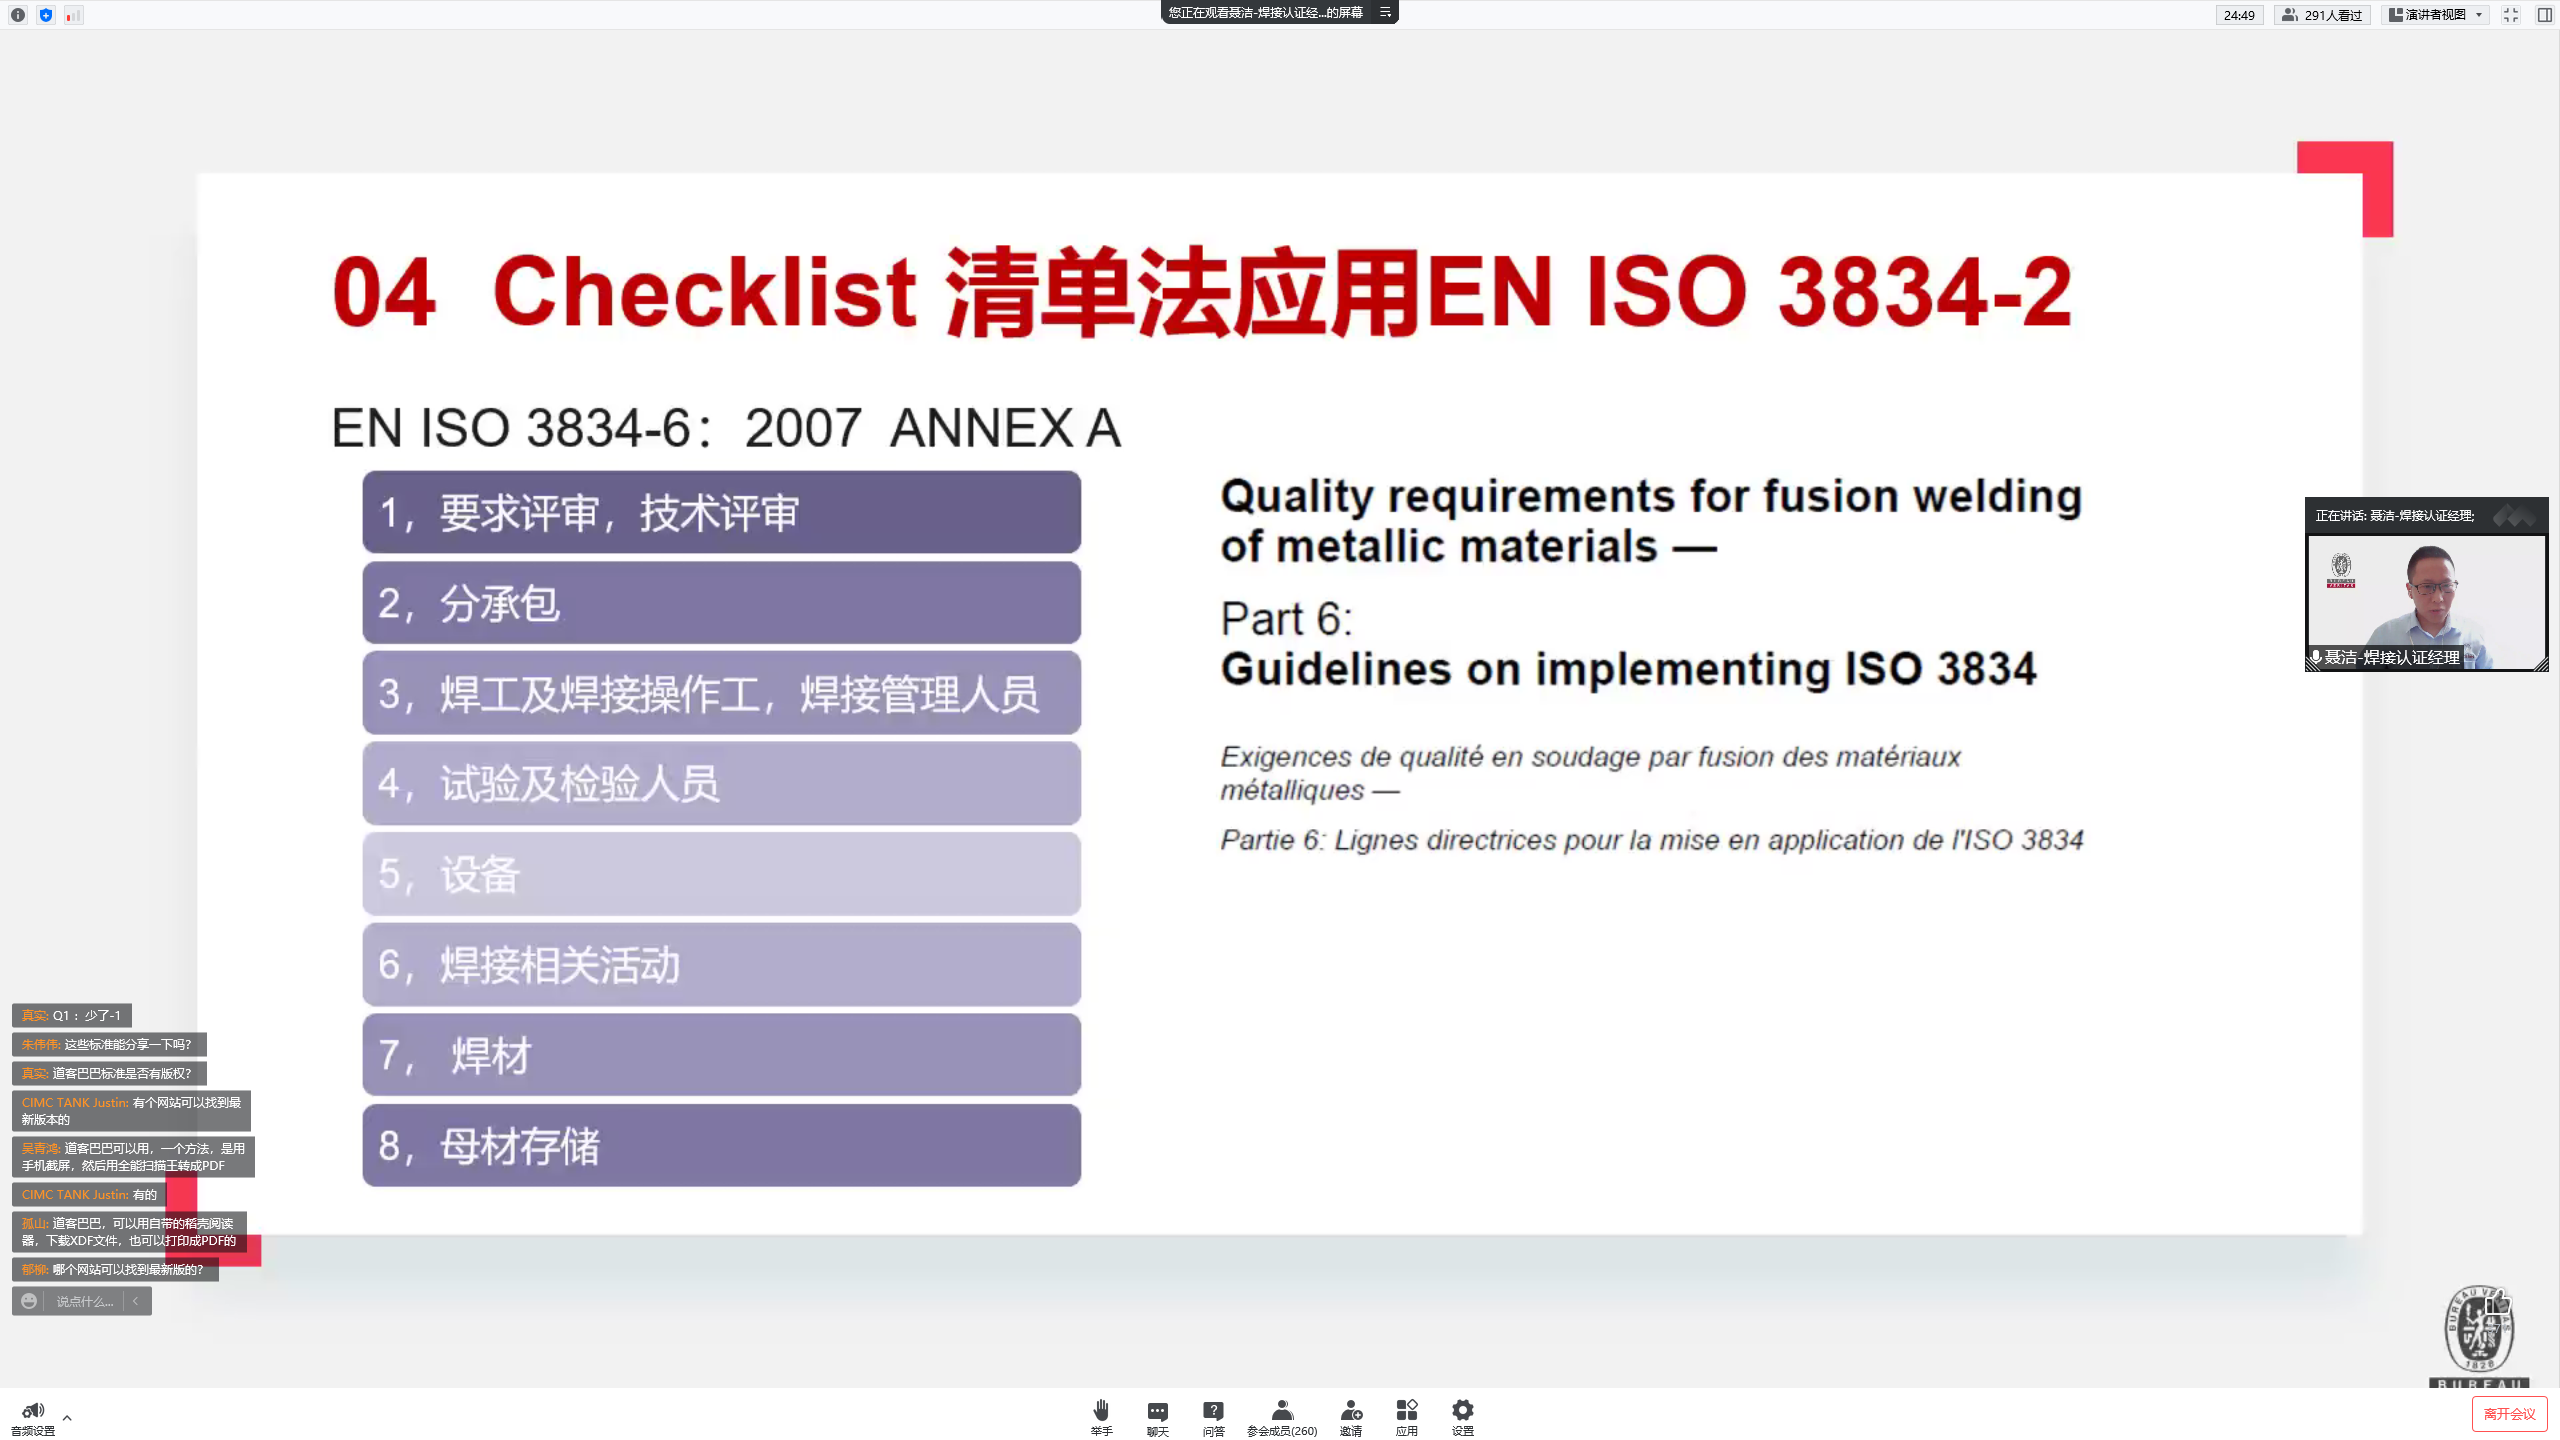 您正在观看聂洁-焊接认证经...的屏幕
24:49
291人看过
演讲者视图
04 Checklist 清单法应用EN ISO 3834-2
EN ISO 3834-6：2007 ANNEX A
1，要求评审，技术评审
2，分承包
3，焊工及焊接操作工，焊接管理人员
4，试验及检验人员
5，设备
6，焊接相关活动
7， 焊材
8，母材存储
Quality requirements for fusion welding
of metallic materials —
Part 6:
Guidelines on implementing ISO 3834
Exigences de qualité en soudage par fusion des matériaux
métalliques —
Partie 6: Lignes directrices pour la mise en application de l'ISO 3834
正在讲话: 聂洁-焊接认证经理;
聂洁-焊接认证经理
真实: Q1 ：少了-1
朱伟伟: 这些标准能分享一下吗?
真实: 道客巴巴标准是否有版权?
CIMC TANK Justin: 有个网站可以找到最
新版本的
吴青鸿: 道客巴巴可以用，一个方法，是用
手机截屏，然后用全能扫描王转成PDF
CIMC TANK Justin: 有的
孤山: 道客巴巴，可以用自带的稻壳阅读
器，下载XDF文件，也可以打印成PDF的
郁柳: 哪个网站可以找到最新版的?
说点什么...
BUREAU VERITAS
1828
BUREAU
音频设置
举手
聊天
问答
参会成员(260)
邀请
应用
设置
离开会议